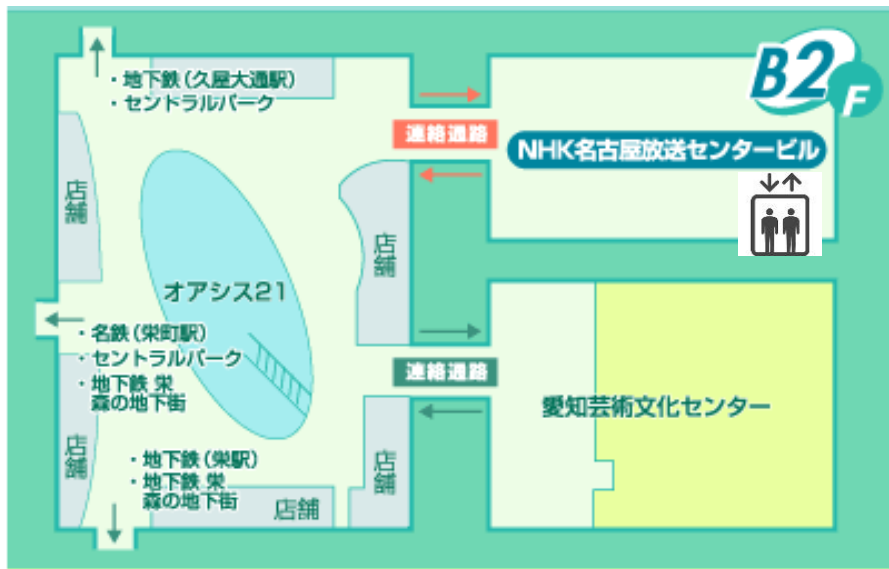 B2F
・地下鉄(久屋大通駅)
・セントラルパーク
連絡通路
NHK名古屋放送センタービル
店舗
店舗
オアシス21
・名鉄(栄町駅)
・セントラルパーク
・地下鉄 栄
森の地下街
連絡通路
愛知芸術文化センター
店舗
・地下鉄(栄駅)
・地下鉄 栄
森の地下街
店舗
店舗